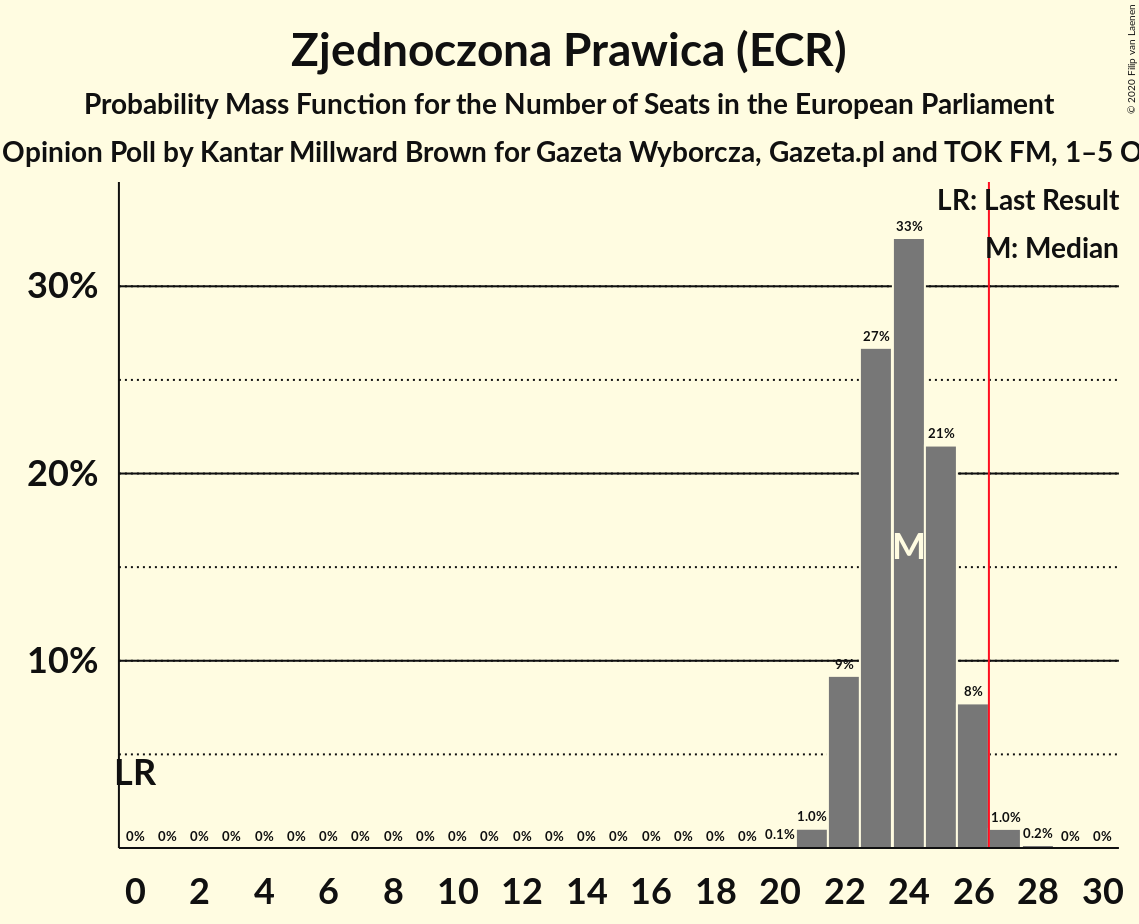 Zjednoczona Prawica (ECR)
Probability Mass Function for the Number of Seats in the European Parliament
Opinion Poll by Kantar Millward Brown for Gazeta Wyborcza, Gazeta.pl and TOK FM, 1–5 O
© 2020 Filip van Laenen
LR: Last Result
M: Median
33%
30%
27%
21%
20%
M
10%
9%
8%
LR
0% 0% 0% 0% 0% 0% 0% 0% 0% 0% 0% 0% 0% 0% 0% 0% 0% 0% 0% 0% 0.1% 1.0% 1.0% 0.2% 0% 0%
0 2 4 6 8 10 12 14 16 18 20 22 24 26 28 30